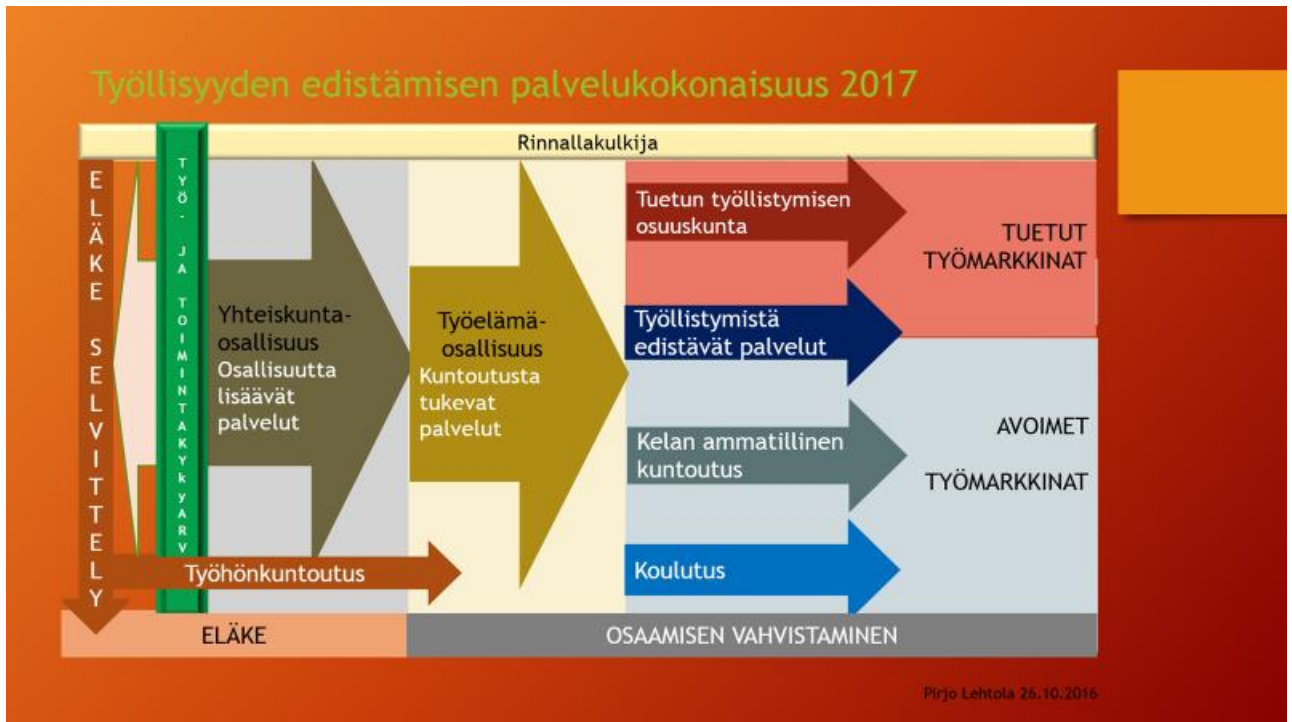 Työllisyyden edistämisen palvelukokonaisuus 2017
Rinnallakulkija
ELÄKE SELVITTELY
TYÖ- JA TOIMINTAKYKyARV
Yhteiskunta-
osallisuus
Osallisuutta
lisäävät
palvelut
Työelämä-
osallisuus
Kuntoutusta
tukevat
palvelut
Tuetun työllistymisen
osuuskunta
Työllistymistä
edistävät palvelut
Kelan ammatillinen
kuntoutus
Koulutus
TUETUT
TYÖMARKKINAT
AVOIMET
TYÖMARKKINAT
Työhönkuntoutus
ELÄKE
OSAAMISEN VAHVISTAMINEN
Pirjo Lehtola 26.10.2016